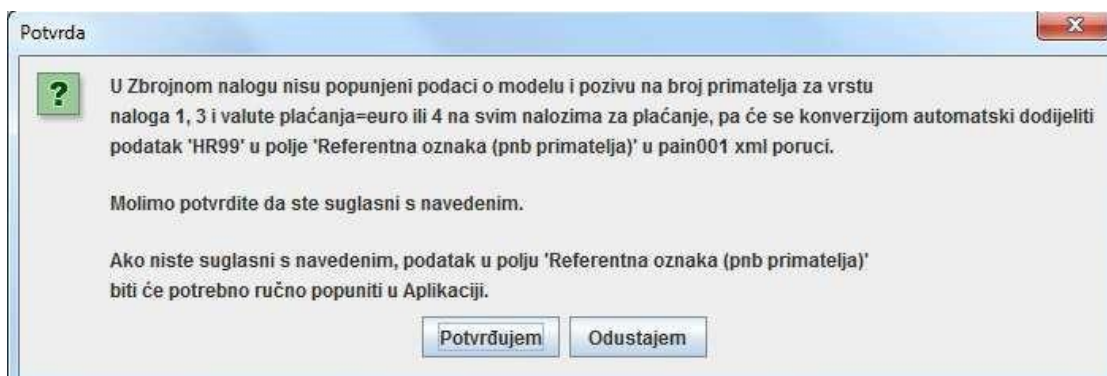 Potvrda
U Zbrojnom nalogu nisu popunjeni podaci o modelu i pozivu na broj primatelja za vrstu
naloga 1, 3 i valute plaćanja=euro ili 4 na svim nalozima za plaćanje, pa će se konverzijom automatski dodijeliti
podatak 'HR99' u polje 'Referentna oznaka (pnb primatelja)' u pain001 xml poruci.
Molimo potvrdite da ste suglasni s navedenim.
Ako niste suglasni s navedenim, podatak u polju 'Referentna oznaka (pnb primatelja)'
biti će potrebno ručno popuniti u Aplikaciji.
Potvrđujem Odustajem